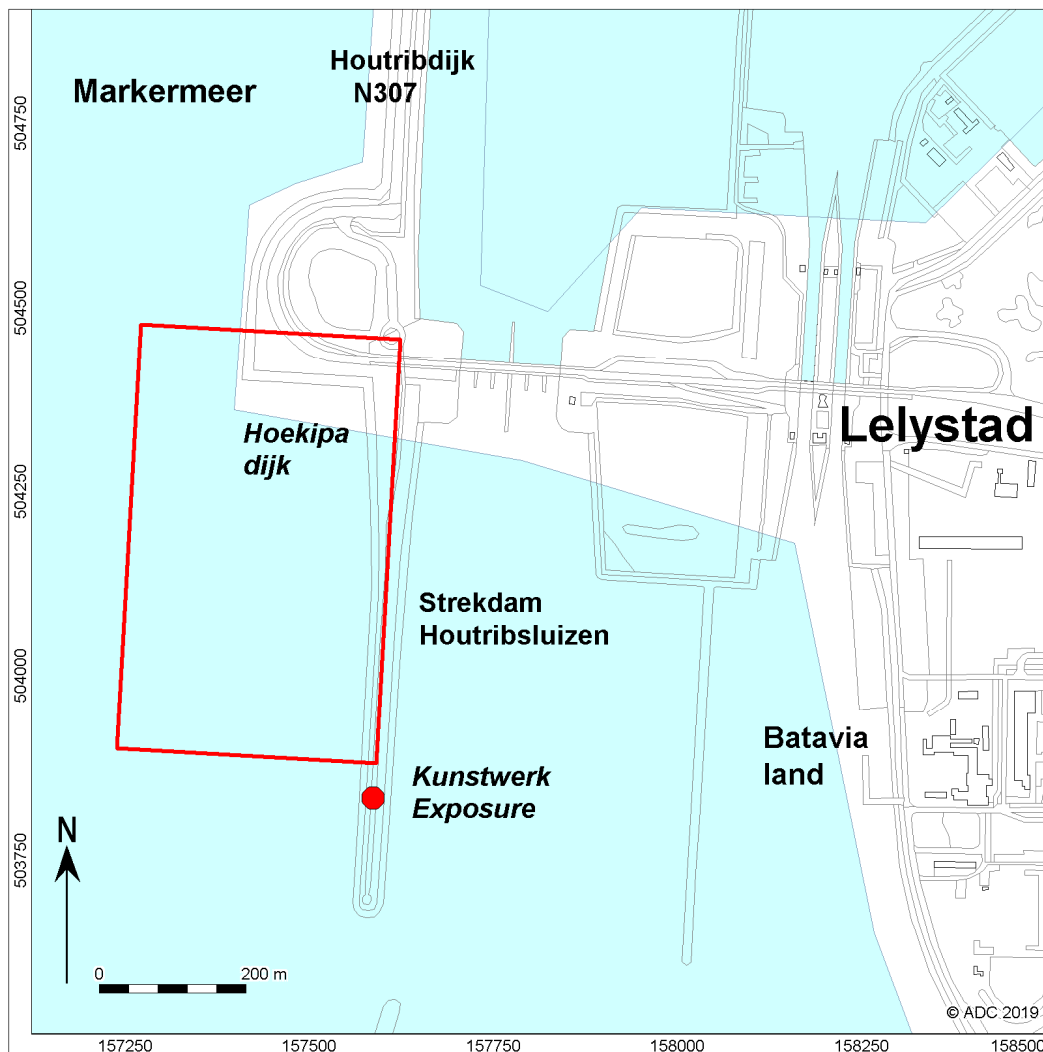 Houtribdijk
N307
Markermeer
504750
504500
504250
504000
503750
Hoekipa
dijk
Lelystad
Strekdam
Houtribsluizen
Batavia
land
Kunstwerk
Exposure
N
0 200 m
© ADC 2019
157250 157500 157750 158000 158250 158500